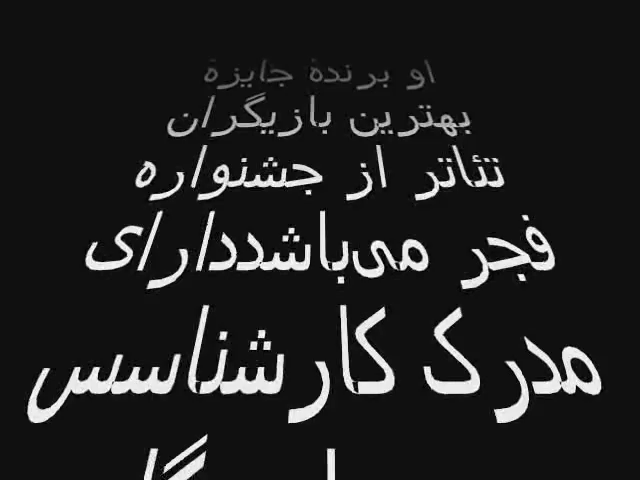 او برندهٔ جایزهٔ
بهترین بازیگران
تئاتر از جشنواره
فجر می‌باشددارای
مدرک کارشناسس